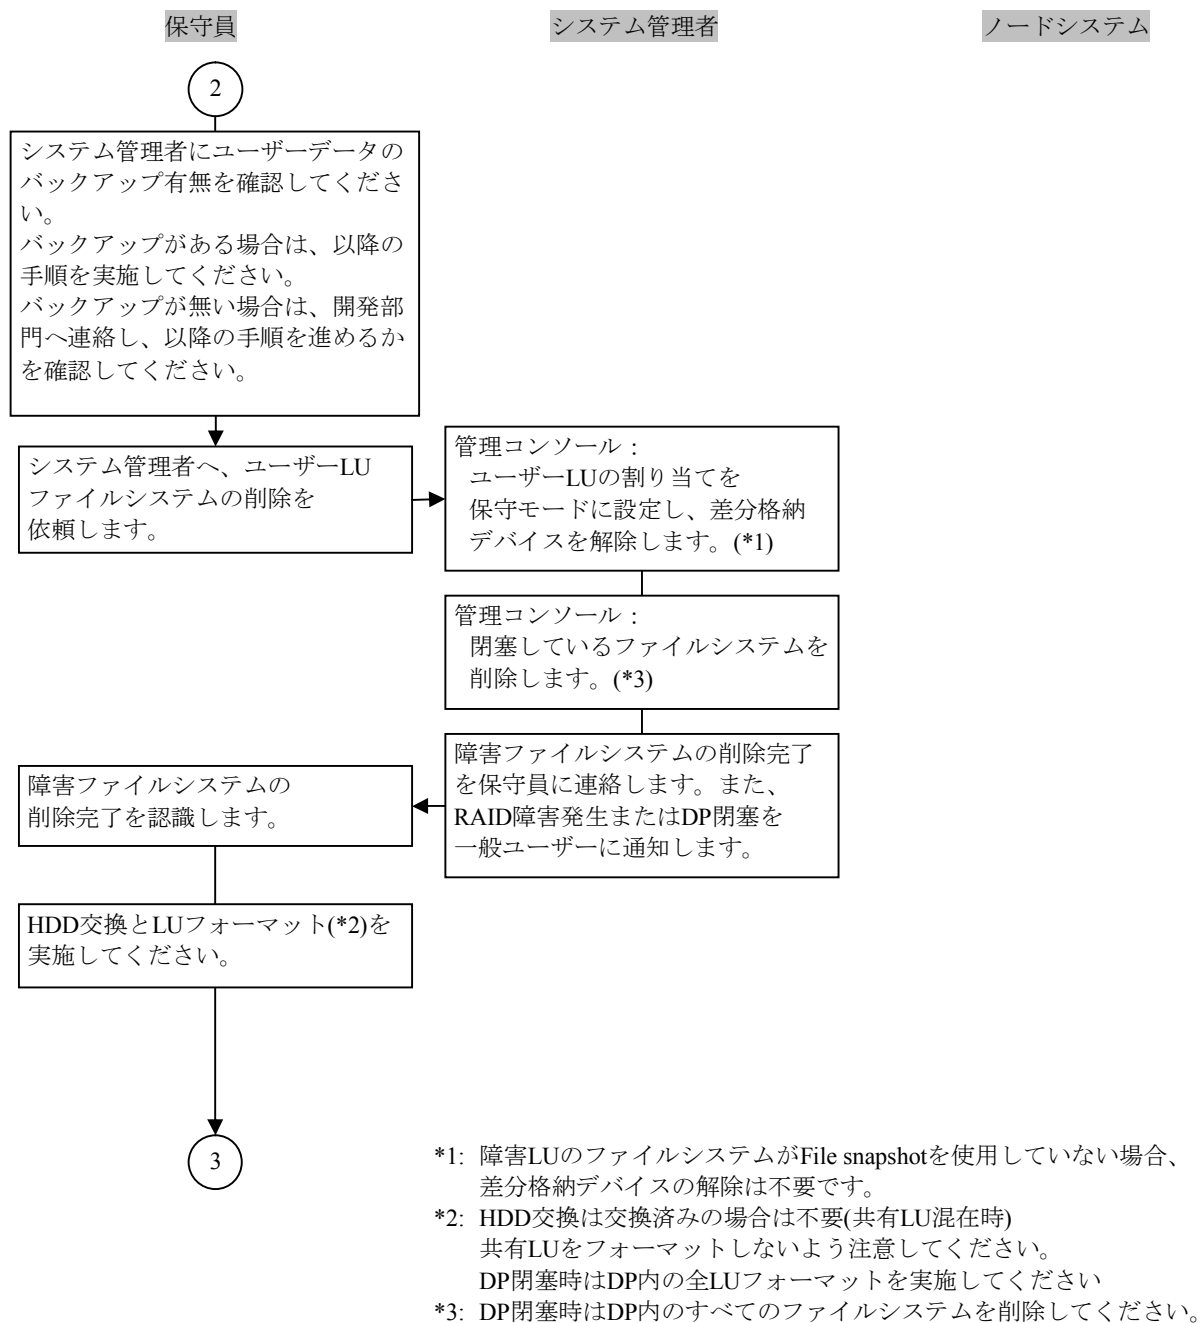 保守員
システム管理者
ノードシステム
2
システム管理者にユーザーデータの
バックアップ有無を確認してくださ
い。
バックアップがある場合は、以降の
手順を実施してください。
バックアップが無い場合は、開発部
門へ連絡し、以降の手順を進めるか
を確認してください。
システム管理者へ、ユーザーLU
ファイルシステムの削除を
依頼します。
管理コンソール：
ユーザーLUの割り当てを
保守モードに設定し、差分格納
デバイスを解除します。(*1)
管理コンソール：
閉塞しているファイルシステムを
削除します。(*3)
障害ファイルシステムの削除完了
を保守員に連絡します。また、
RAID障害発生またはDP閉塞を
一般ユーザーに通知します。
障害ファイルシステムの
削除完了を認識します。
HDD交換とLUフォーマット(*2)を
実施してください。
3
*1: 障害LUのファイルシステムがFile snapshotを使用していない場合、
差分格納デバイスの解除は不要です。
*2: HDD交換は交換済みの場合は不要(共有LU混在時)
共有LUをフォーマットしないよう注意してください。
DP閉塞時はDP内の全LUフォーマットを実施してください
*3: DP閉塞時はDP内のすべてのファイルシステムを削除してください。